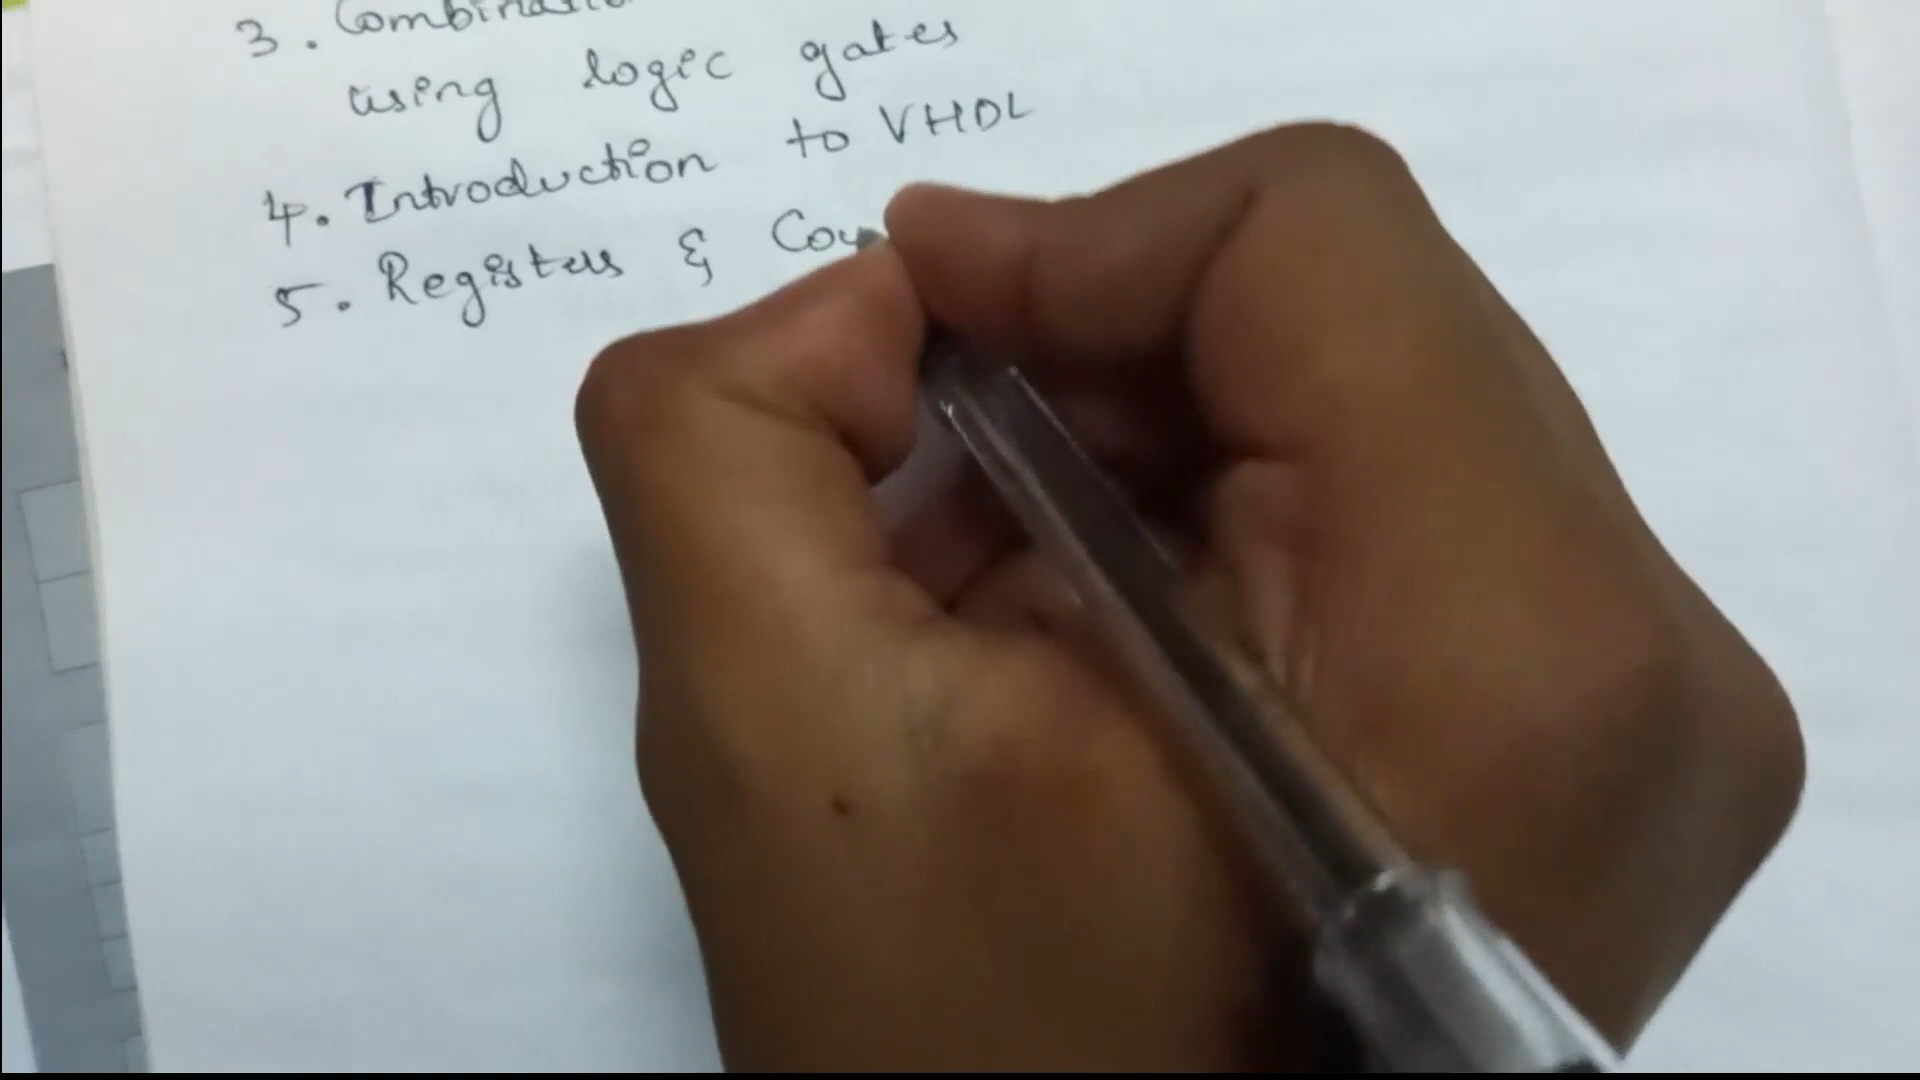 3.
using logic gates
4. Introduction to VHDL
5. Registers &